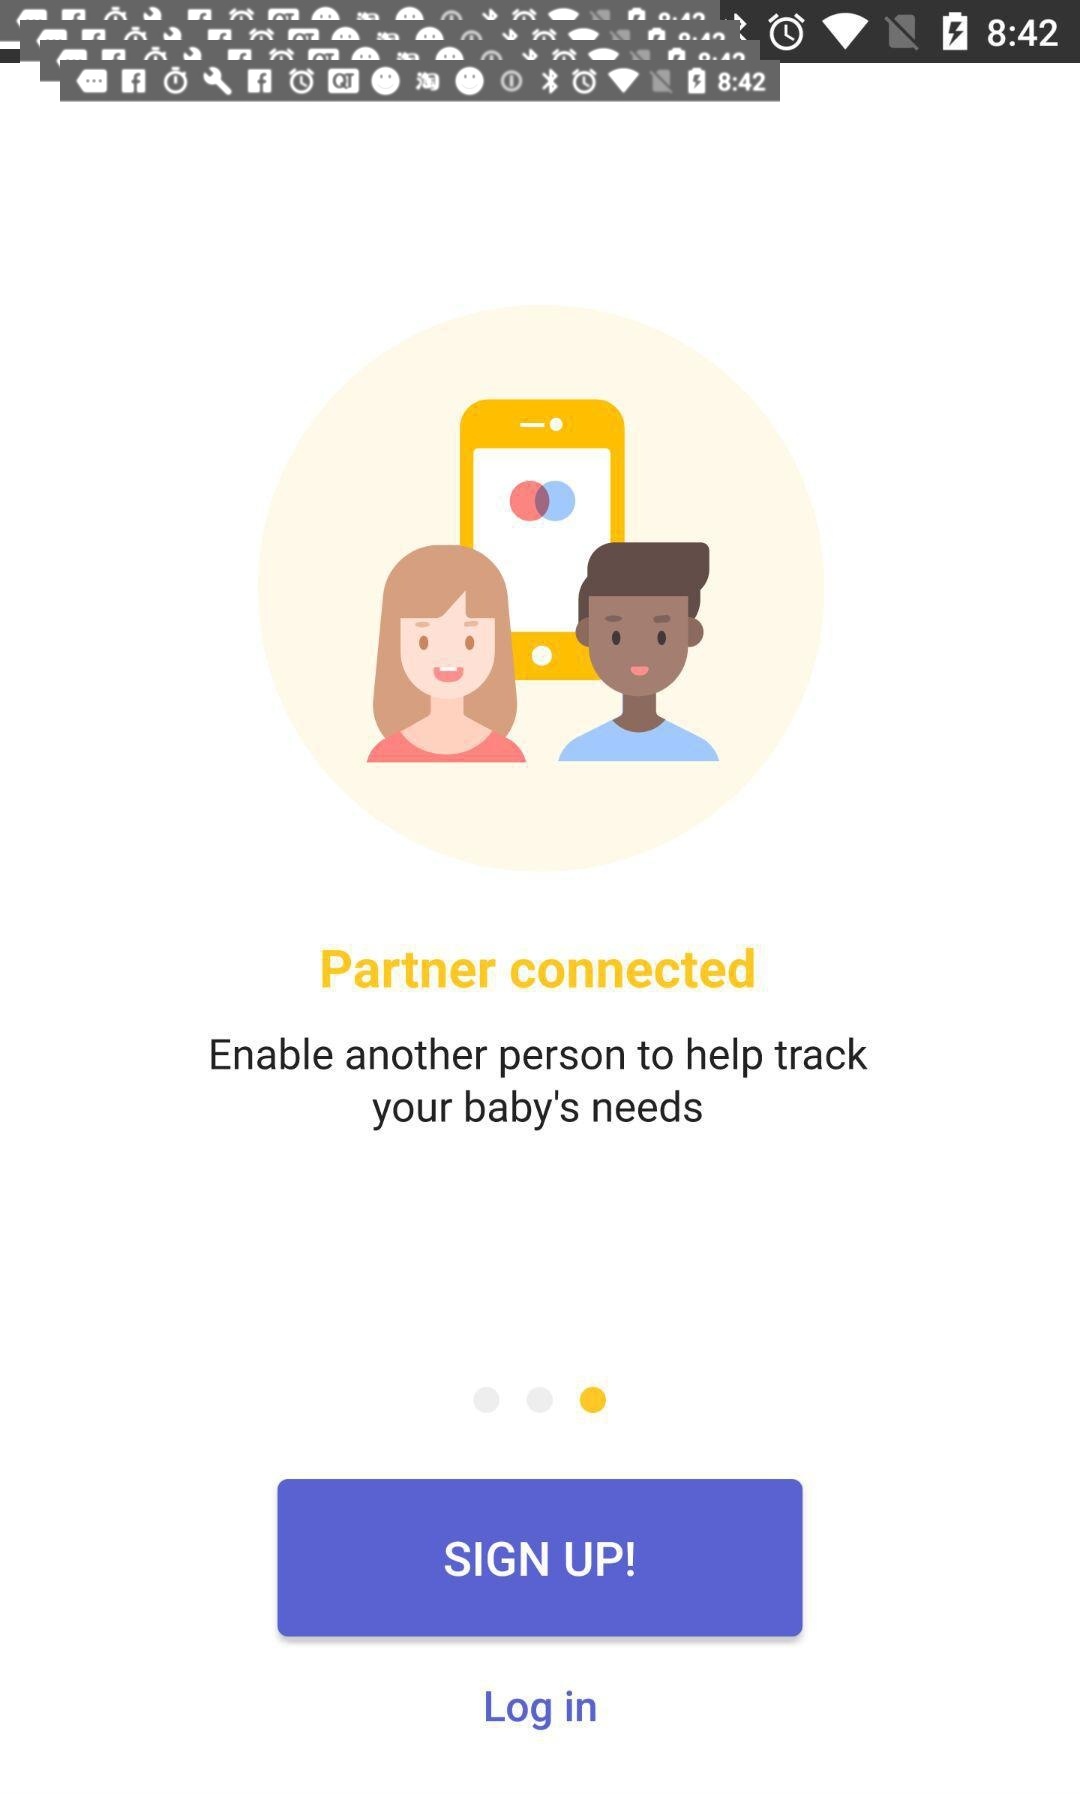 8:42
8:42
Partner connected
Enable another person to help track
your baby's needs
SIGN UP!
Log in